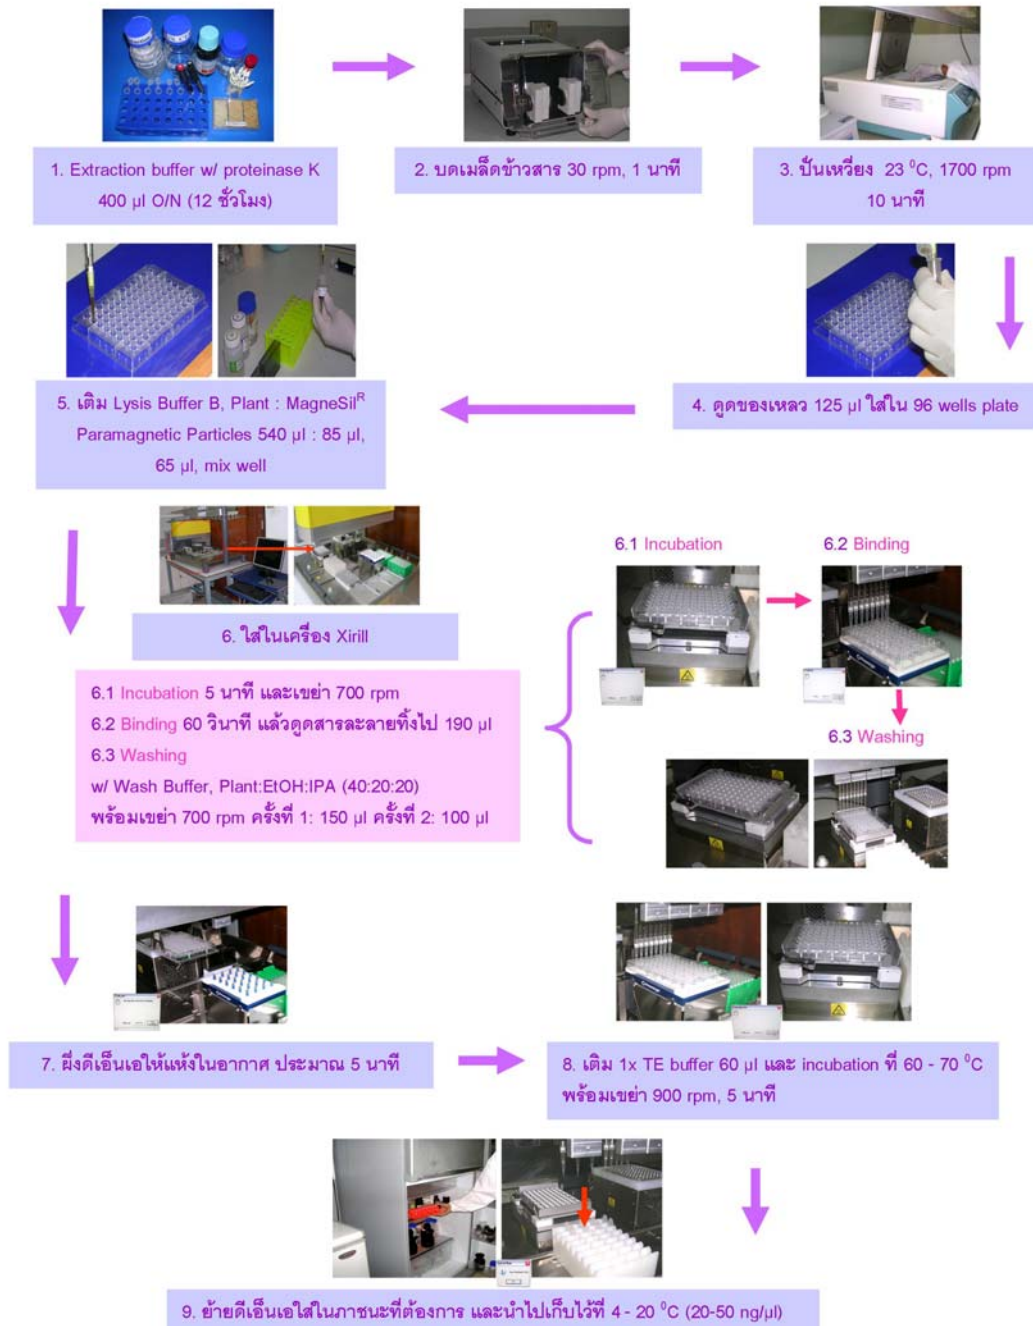 1. Extraction buffer w/ proteinase K
400 µl O/N (12 ชั่วโมง)
2. บดเมล็ดข้าวสาร 30 rpm, 1 นาที
3. ปั่นเหวี่ยง 23 ⁰C, 1700 rpm
10 นาที
4. ดูดของเหลว 125 µl ใส่ใน 96 wells plate
5. เติม Lysis Buffer B, Plant : MagneSilᴿ
Paramagnetic Particles 540 µl : 85 µl,
65 µl, mix well
6. ใส่ในเครื่อง Xirill
6.1 Incubation 5 นาที และเขย่า 700 rpm
6.2 Binding 60 วินาที แล้วดูดสารละลายทิ้งไป 190 µl
6.3 Washing
w/ Wash Buffer, Plant:EtOH:IPA (40:20:20)
พร้อมเขย่า 700 rpm ครั้งที่ 1: 150 µl ครั้งที่ 2: 100 µl
6.1 Incubation
6.2 Binding
6.3 Washing
7. ผึ่งดีเอ็นเอให้แห้งในอากาศ ประมาณ 5 นาที
8. เติม 1x TE buffer 60 µl และ incubation ที่ 60 - 70 ⁰C
พร้อมเขย่า 900 rpm, 5 นาที
9. ย้ายดีเอ็นเอใส่ในภาชนะที่ต้องการ และนำไปเก็บไว้ที่ 4 - 20 ⁰C (20-50 ng/µl)